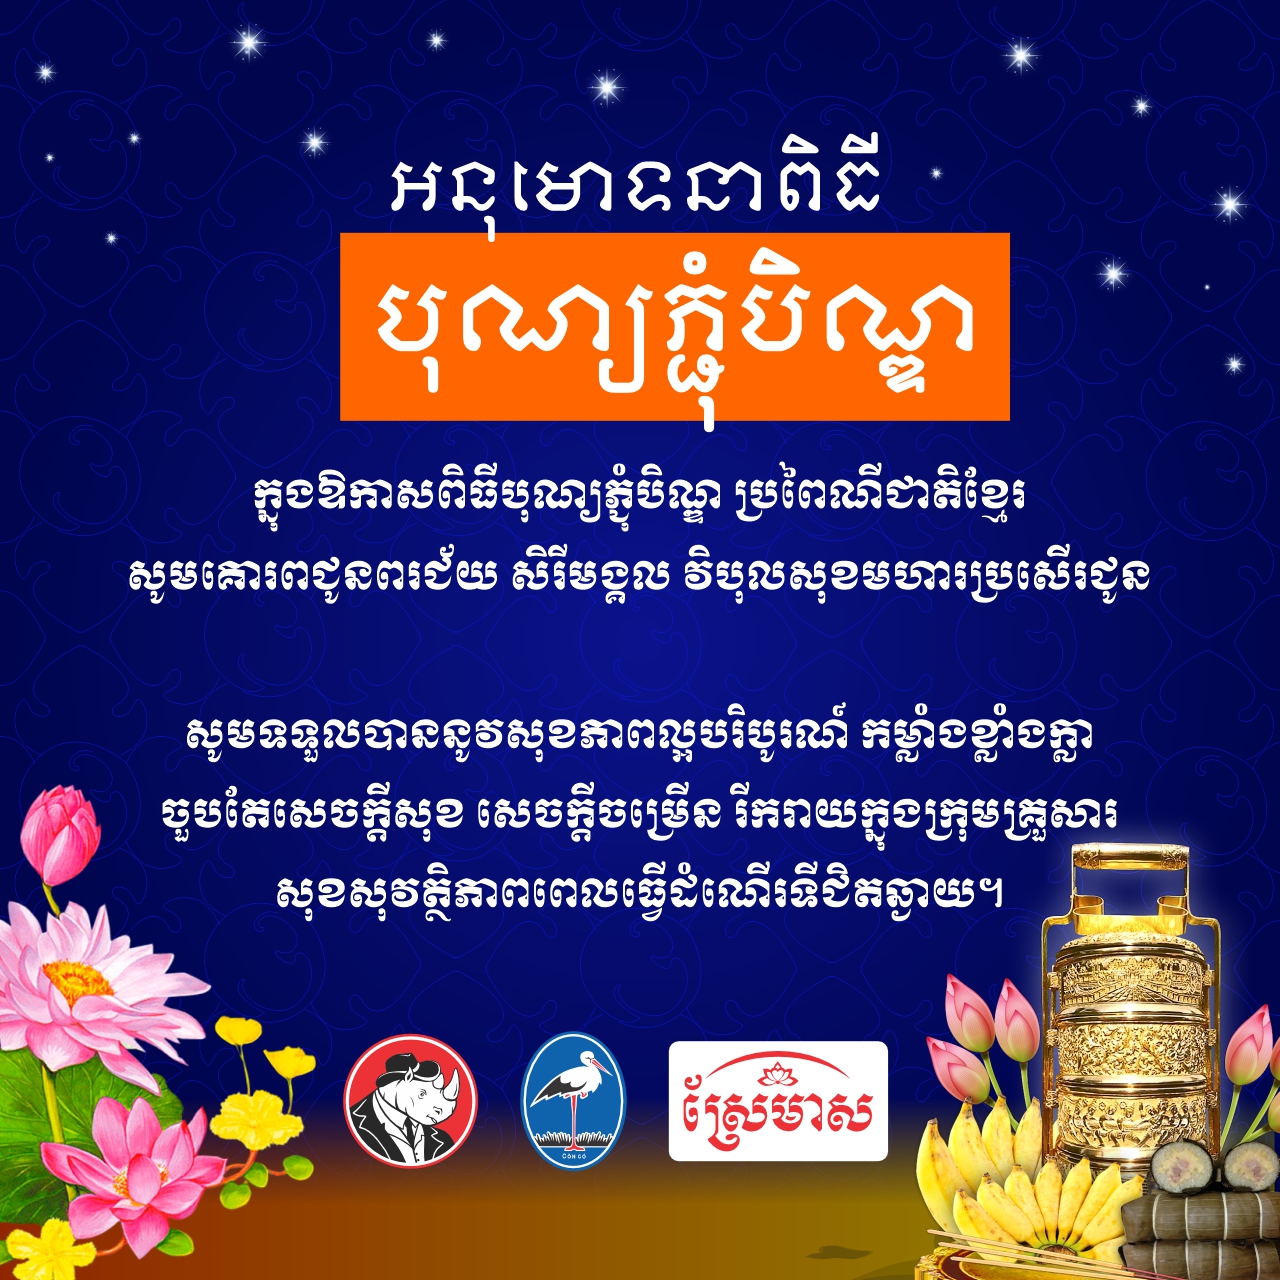 អនុមោទនាពិធី
បុណ្យភ្ជុំបិណ្ឌ
ក្នុងឱកាសពិធីបុណ្យភ្ជុំបិណ្ឌ ប្រពៃណីជាតិខ្មែរ
សូមគោរពជូនពរជ័យ សិរីមង្គល វិបុលសុខមហារប្រសើរជូន
សូមទទួលបាននូវសុខភាពល្អបរិបូរណ៍ កម្លាំងខ្លាំងក្លា
ចួបតែសេចក្តីសុខ សេចក្តីចម្រើន រីករាយក្នុងក្រុមគ្រួសារ
សុខសុវត្ថិភាពពេលធ្វើដំណើរទីជិតឆ្ងាយ។
CÒN CÒ
ស្រែមាស